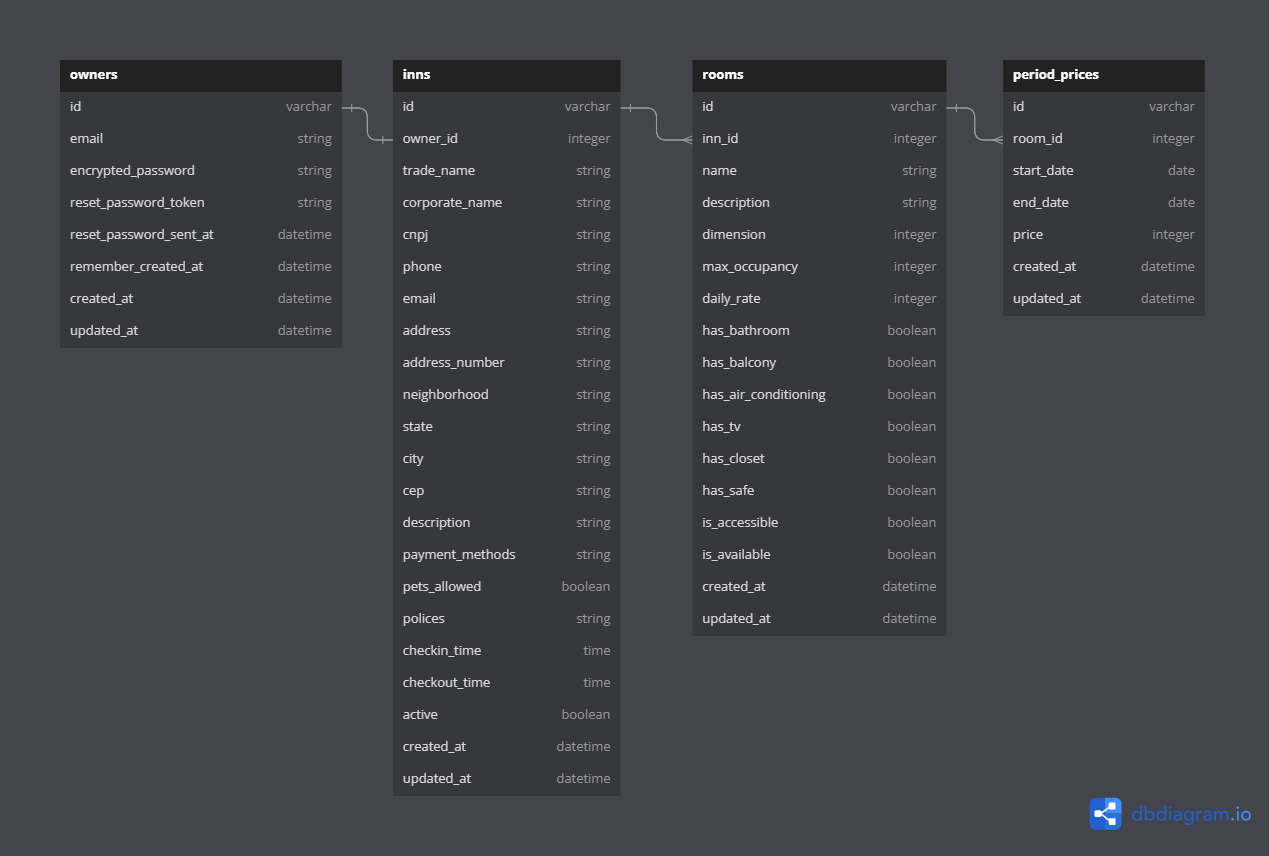 owners
id varchar
email string
encrypted_password string
reset_password_token string
reset_password_sent_at datetime
remember_created_at datetime
created_at datetime
updated_at datetime
inns
id varchar
owner_id integer
trade_name string
corporate_name string
cnpj string
phone string
email string
address string
address_number string
neighborhood string
state string
city string
cep string
description string
payment_methods string
pets_allowed boolean
polices string
checkin_time time
checkout_time time
active boolean
created_at datetime
updated_at datetime
rooms
id varchar
inn_id integer
name string
description string
dimension integer
max_occupancy integer
daily_rate integer
has_bathroom boolean
has_balcony boolean
has_air_conditioning boolean
has_tv boolean
has_closet boolean
has_safe boolean
is_accessible boolean
is_available boolean
created_at datetime
updated_at datetime
period_prices
id varchar
room_id integer
start_date date
end_date date
price integer
created_at datetime
updated_at datetime
dbdiagram.io